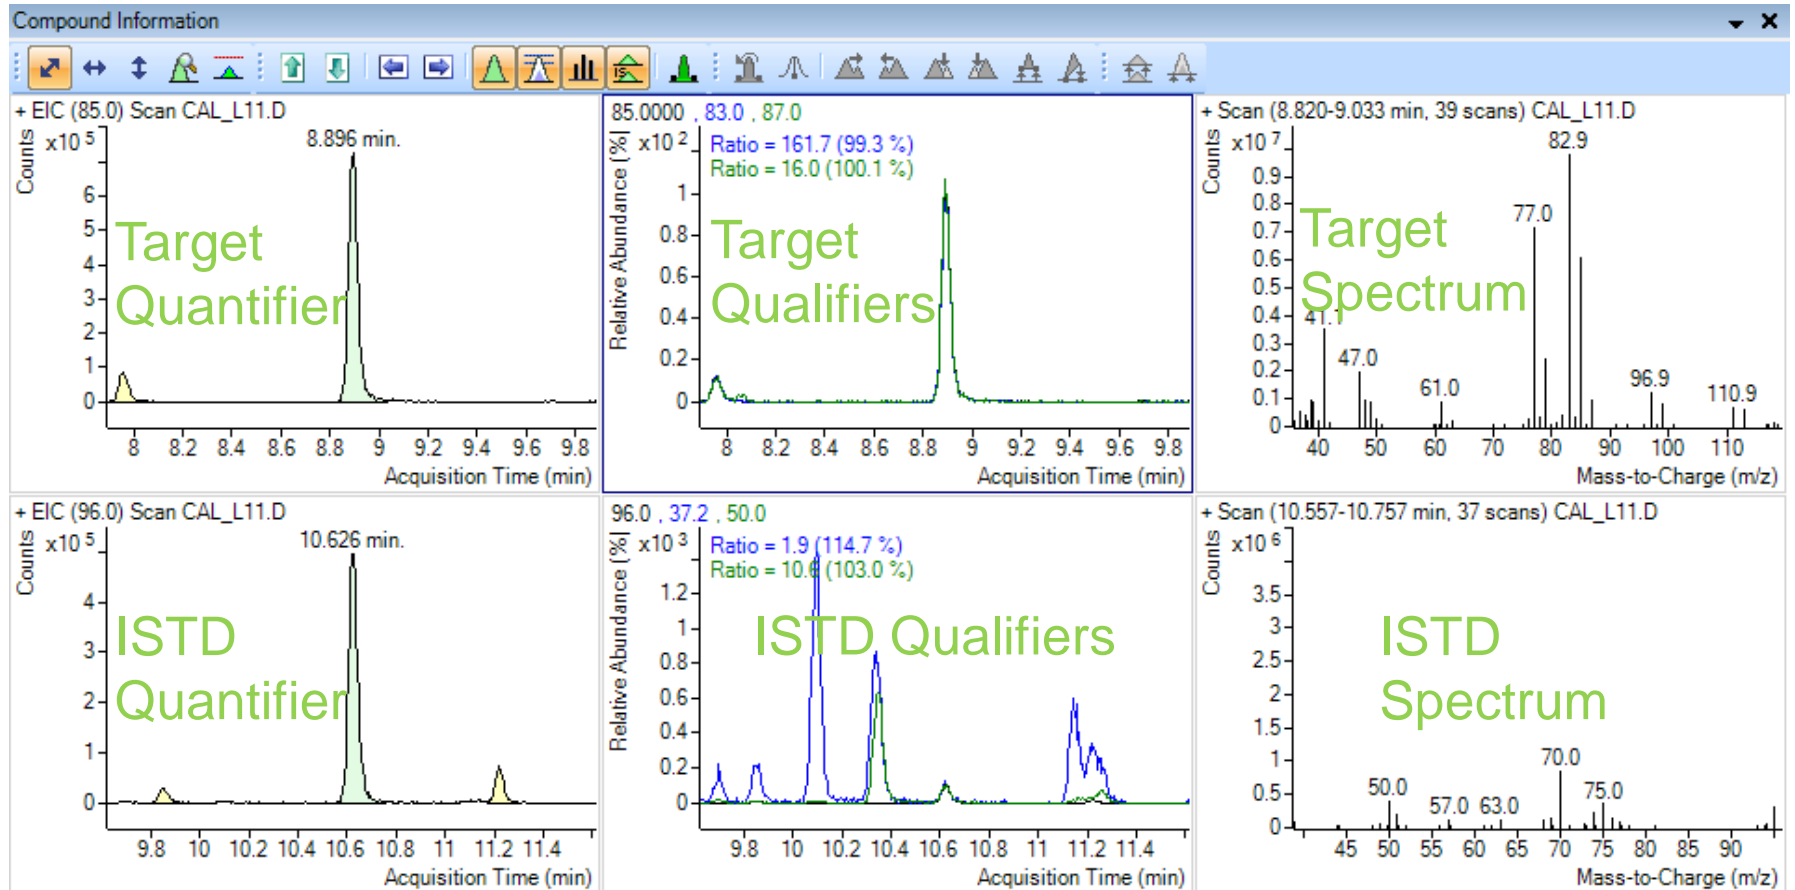 Compound Information
+ EIC (85.0) Scan CAL_L11.D
Counts
x10 5
8.896 min.
6
5
4
3
2
1
0
Target
Quantifier
8 8.2 8.4 8.6 8.8 9 9.2 9.4 9.6 9.8
Acquisition Time (min)
85.0000 , 83.0 , 87.0
Relative Abundance (%)
x10 2
Ratio = 161.7 (99.3 %)
Ratio = 16.0 (100.1 %)
1
0.8
0.6
0.4
0.2
0
Target
Qualifiers
8 8.2 8.4 8.6 8.8 9 9.2 9.4 9.6 9.8
Acquisition Time (min)
+ Scan (8.820-9.033 min, 39 scans) CAL_L11.D
Counts
x10 7
82.9
0.9
0.8
0.7
0.6
0.5
0.4
0.3
0.2
0.1
0
77.0
Target
Spectrum
47.0
61.0
96.9
110.9
40 50 60 70 80 90 100 110
Mass-to-Charge (m/z)
+ EIC (96.0) Scan CAL_L11.D
Counts
x10 5
10.626 min.
4
3
2
1
0
ISTD
Quantifier
9.8 10 10.2 10.4 10.6 10.8 11 11.2 11.4
Acquisition Time (min)
96.0 , 37.2 , 50.0
Relative Abundance (%)
x10 3
Ratio = 1.9 (114.7 %)
Ratio = 10.6 (103.0 %)
1.2
1
0.8
0.6
0.4
0.2
0
ISTD Qualifiers
9.8 10 10.2 10.4 10.6 10.8 11 11.2 11.4
Acquisition Time (min)
+ Scan (10.557-10.757 min, 37 scans) CAL_L11.D
Counts
x10 6
3.5
3
2.5
2
1.5
1
0.5
0
ISTD
Spectrum
50.0
57.0
63.0
70.0
75.0
45 50 55 60 65 70 75 80 85 90
Mass-to-Charge (m/z)